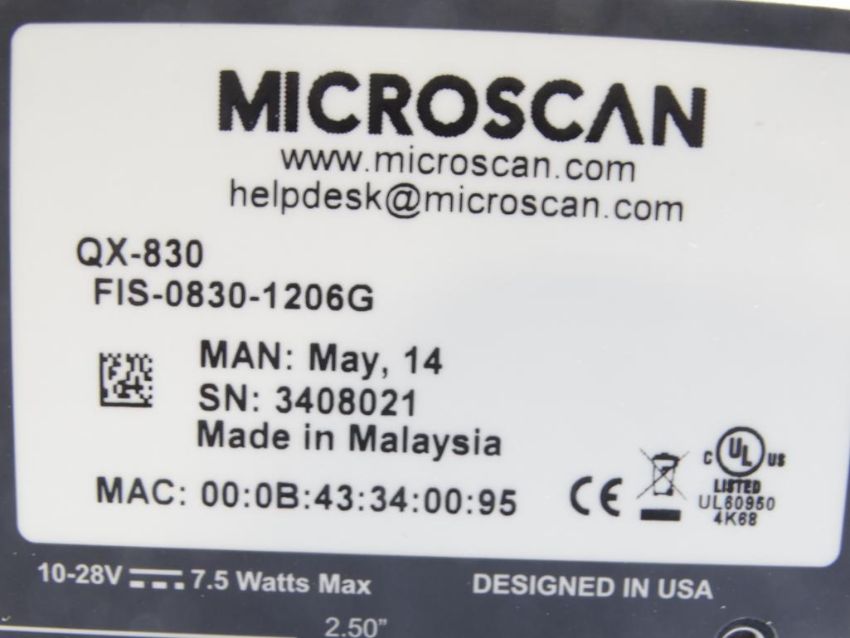 MICROSCAN
www.microscan.com
helpdesk@microscan.com
QX-830
FIS-0830-1206G
MAN: May, 14
SN: 3408021
Made in Malaysia
MAC: 00:0B:43:34:00:95
CE
C UL US
LISTED
UL60950
4K68
10-28V 7.5 Watts Max
DESIGNED IN USA
2.50"